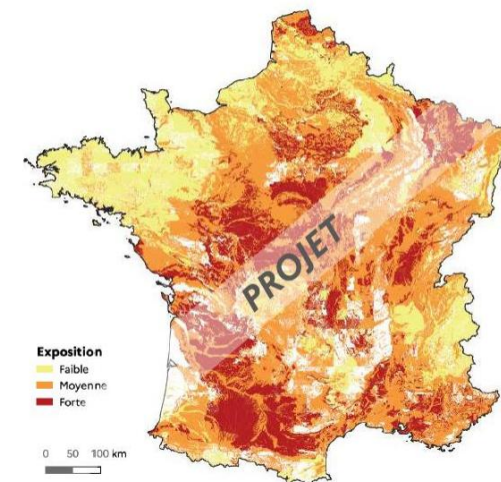 PROJET
Exposition
Faible
Moyenne
Forte
0 50 100 km